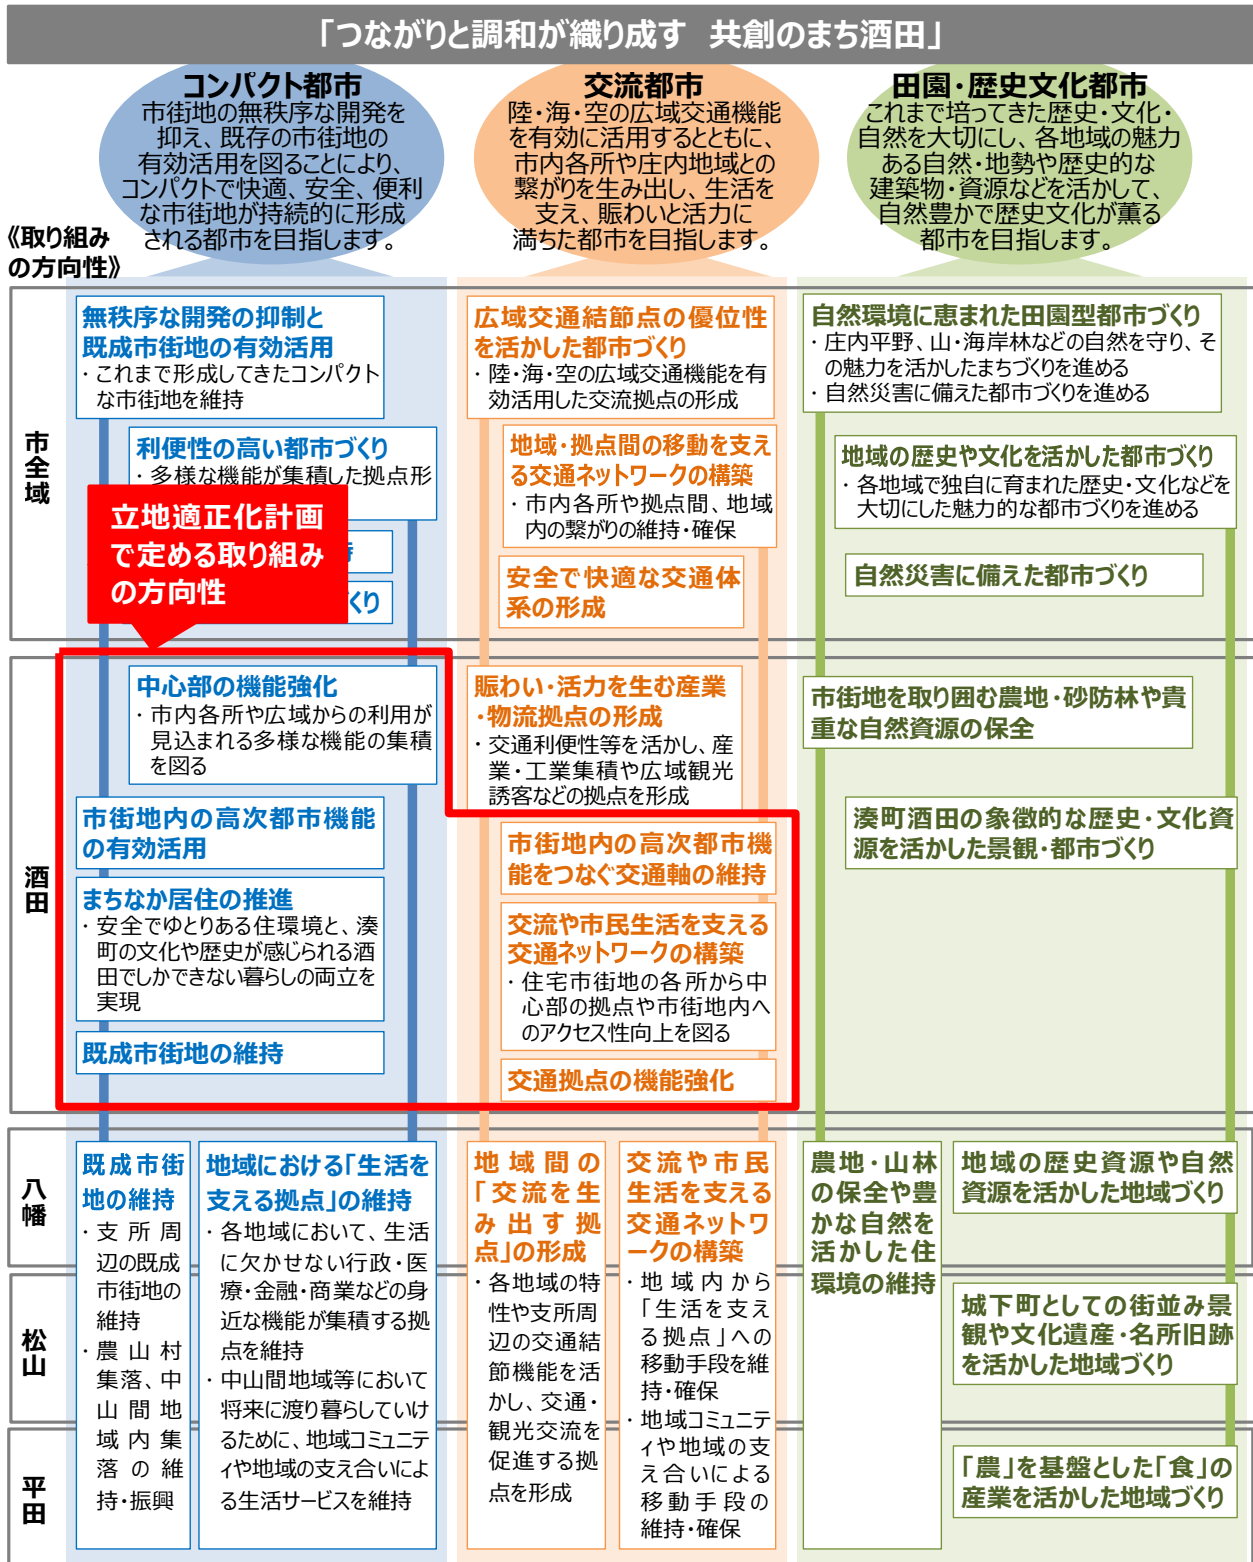 「つながりと調和が織り成す 共創のまち酒田」
コンパクト都市
市街地の無秩序な開発を
抑え、既存の市街地の
有効活用を図ることにより、
コンパクトで快適、安全、便利
な市街地が持続的に形成
される都市を目指します。
交流都市
陸・海・空の広域交通機能
を有効に活用するとともに、
市内各所や庄内地域との
繋がりを生み出し、生活を
支え、賑わいと活力に
満ちた都市を目指します。
田園・歴史文化都市
これまで培ってきた歴史・文化・
自然を大切にし、各地域の魅力
ある自然・地勢や歴史的な
建築物・資源などを活かして、
自然豊かで歴史文化が薫る
都市を目指します。
《取り組み
の方向性》
市全域
無秩序な開発の抑制と
既成市街地の有効活用
・これまで形成してきたコンパクト
な市街地を維持
利便性の高い都市づくり
・多様な機能が集積した拠点形
持
づくり
立地適正化計画
で定める取り組み
の方向性
広域交通結節点の優位性
を活かした都市づくり
・陸・海・空の広域交通機能を有
効活用した交流拠点の形成
地域・拠点間の移動を支え
る交通ネットワークの構築
・市内各所や拠点間、地域
内の繋がりの維持・確保
安全で快適な交通体
系の形成
自然環境に恵まれた田園型都市づくり
・庄内平野、山・海岸林などの自然を守り、そ
の魅力を活かしたまちづくりを進める
・自然災害に備えた都市づくりを進める
地域の歴史や文化を活かした都市づくり
・各地域で独自に育まれた歴史・文化などを
大切にした魅力的な都市づくりを進める
自然災害に備えた都市づくり
酒田
中心部の機能強化
・市内各所や広域からの利用が
見込まれる多様な機能の集積
を図る
市街地内の高次都市機能
の有効活用
まちなか居住の推進
・安全でゆとりある住環境と、湊
町の文化や歴史が感じられる酒
田でしかできない暮らしの両立を
実現
既成市街地の維持
賑わい・活力を生む産業
・物流拠点の形成
・交通利便性等を活かし、産
業・工業集積や広域観光
誘客などの拠点を形成
市街地内の高次都市機
能をつなぐ交通軸の維持
交流や市民生活を支える
交通ネットワークの構築
・住宅市街地の各所から中
心部の拠点や市街地内へ
のアクセス性向上を図る
交通拠点の機能強化
市街地を取り囲む農地・砂防林や貴
重な自然資源の保全
湊町酒田の象徴的な歴史・文化資
源を活かした景観・都市づくり
八幡
松山
平田
既成市街
地の維持
・支所周
辺の既成
市街地の
維持
・農山村
集落、中
山間地
域内集
落の維
持・振興
地域における「生活を
支える拠点」の維持
・各地域において、生活
に欠かせない行政・医
療・金融・商業などの身
近な機能が集積する拠
点を維持
・中山間地域等において
将来に渡り暮らしていけ
るために、地域コミュニテ
ィや地域の支え合いによ
る生活サービスを維持
地域間の
「交流を生
み出す拠
点」の形成
・各地域の特
性や支所周
辺の交通結
節機能を活
かし、交通・
観光交流を
促進する拠
点を形成
交流や市民
生活を支える
交通ネットワ
ークの構築
・地域内から
「生活を支え
る拠点」への
移動手段を維
持・確保
・地域コミュニテ
ィや地域の支
え合いによる
移動手段の
維持・確保
農地・山林
の保全や豊
かな自然を
活かした住
環境の維持
地域の歴史資源や自然
資源を活かした地域づくり
城下町としての街並み景
観や文化遺産・名所旧跡
を活かした地域づくり
「農」を基盤とした「食」の
産業を活かした地域づくり